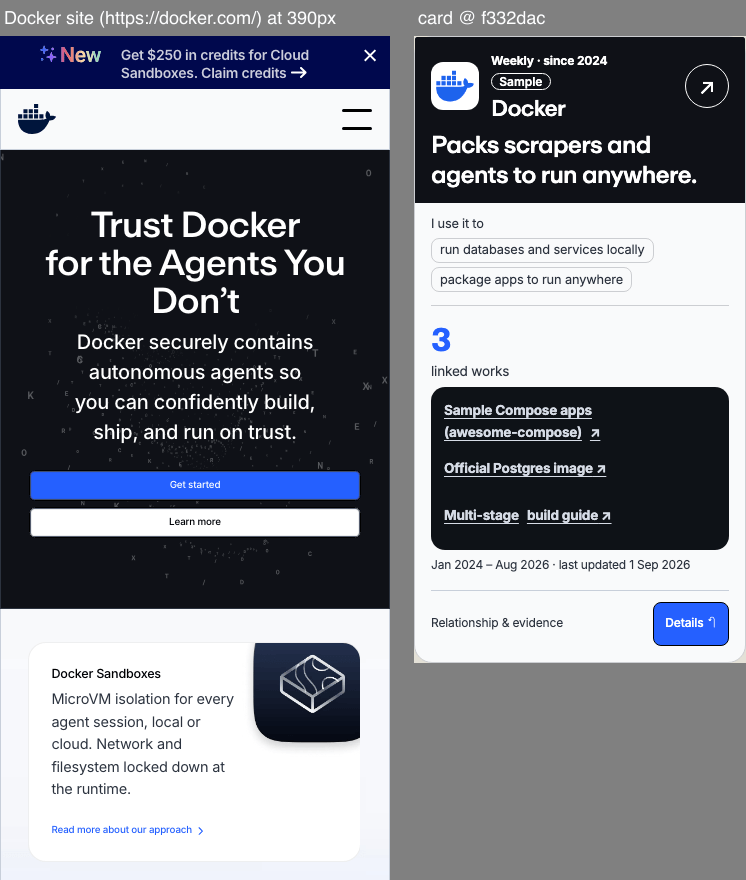 Docker site (https://docker.com/) at 390px
New
Get $250 in credits for Cloud
Sandboxes. Claim credits →
Trust Docker
for the Agents You
Don’t
Docker securely contains
autonomous agents so
you can confidently build,
ship, and run on trust.
Get started
Learn more
Docker Sandboxes
MicroVM isolation for every
agent session, local or
cloud. Network and
filesystem locked down at
the runtime.
Read more about our approach
card @ f332dac
Weekly · since 2024
Sample
Docker
Packs scrapers and
agents to run anywhere.
I use it to
run databases and services locally
package apps to run anywhere
3
linked works
Sample Compose apps
(awesome-compose) ↗
Official Postgres image ↗
Multi-stage build guide ↗
Jan 2024 – Aug 2026 · last updated 1 Sep 2026
Relationship & evidence
Details